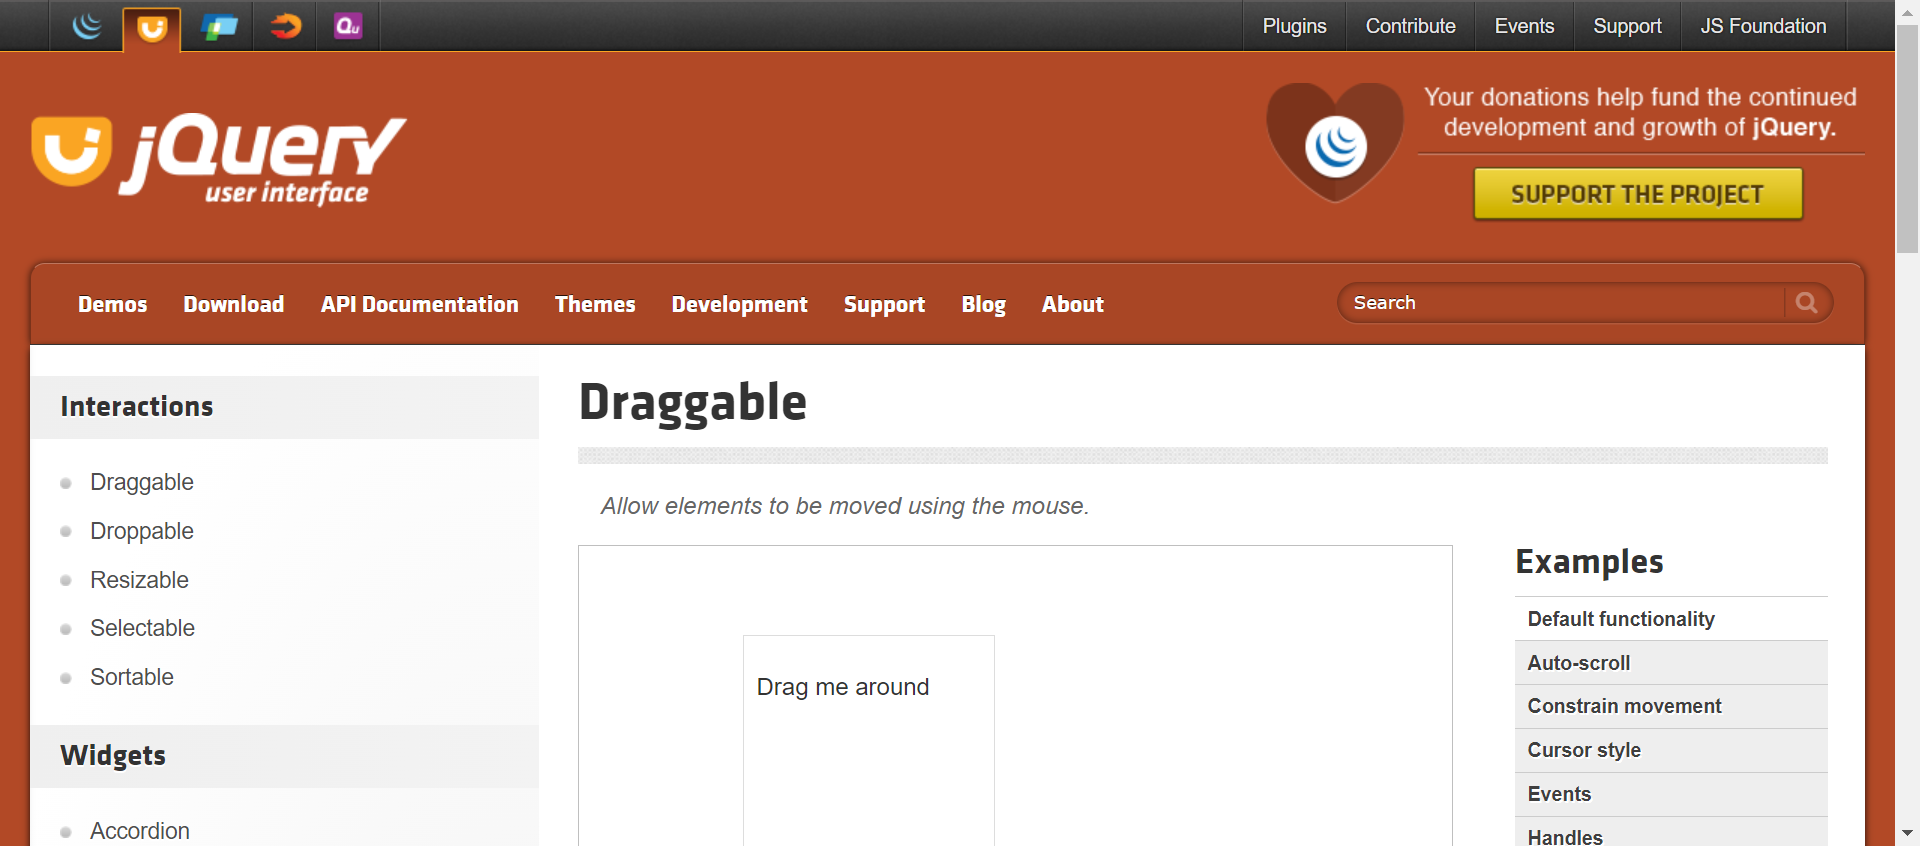 Qu
Plugins
Contribute
Events
Support
JS Foundation
jQuery
user interface
Your donations help fund the continued
development and growth of jQuery.
SUPPORT THE PROJECT
Demos
Download
API Documentation
Themes
Development
Support
Blog
About
Search
Interactions
Draggable
Droppable
Resizable
Selectable
Sortable
Widgets
Accordion
Draggable
Allow elements to be moved using the mouse.
Drag me around
Examples
Default functionality
Auto-scroll
Constrain movement
Cursor style
Events
Handles